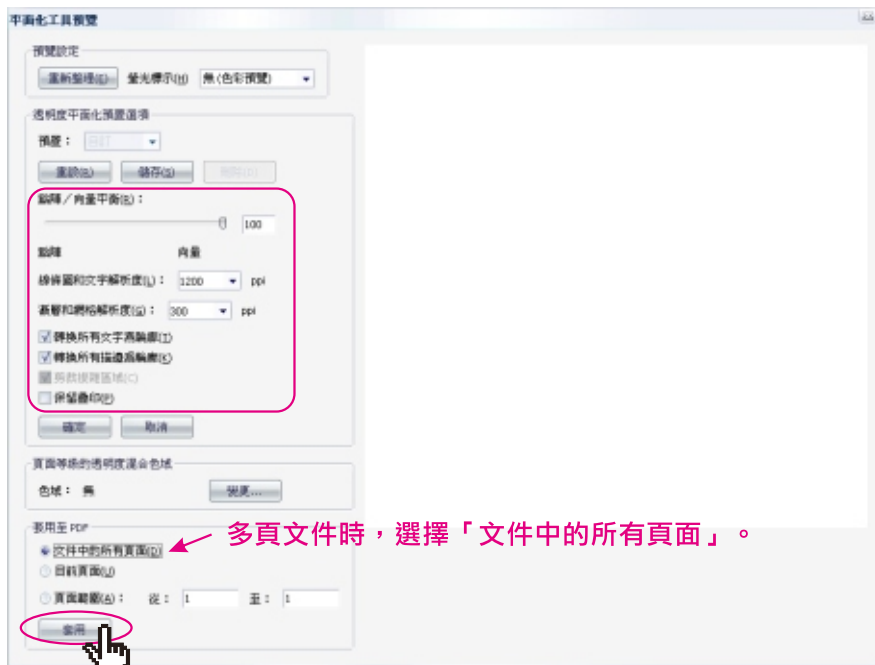 平面化工具預覽
預覽設定
重新整理(E) 螢光標示(H) 無(色彩預覽)
透明度平面化預置選項
預置： 自訂
重設(R) 儲存(S) 刪除(D)
點陣／向量平衡(B)：
100
點陣 向量
線條圖和文字解析度(L)： 1200 ppi
漸層和網格解析度(G)： 300 ppi
轉換所有文字為輪廓(T)
轉換所有描邊為輪廓(K)
剪裁複雜區域(C)
保留疊印(P)
確定 取消
頁面等級的透明度混合色域
色域： 無 變更...
套用至 PDF
多頁文件時，選擇「文件中的所有頁面」。
文件中的所有頁面(D)
目前頁面(U)
頁面範圍(A)： 從： 1 至： 1
套用